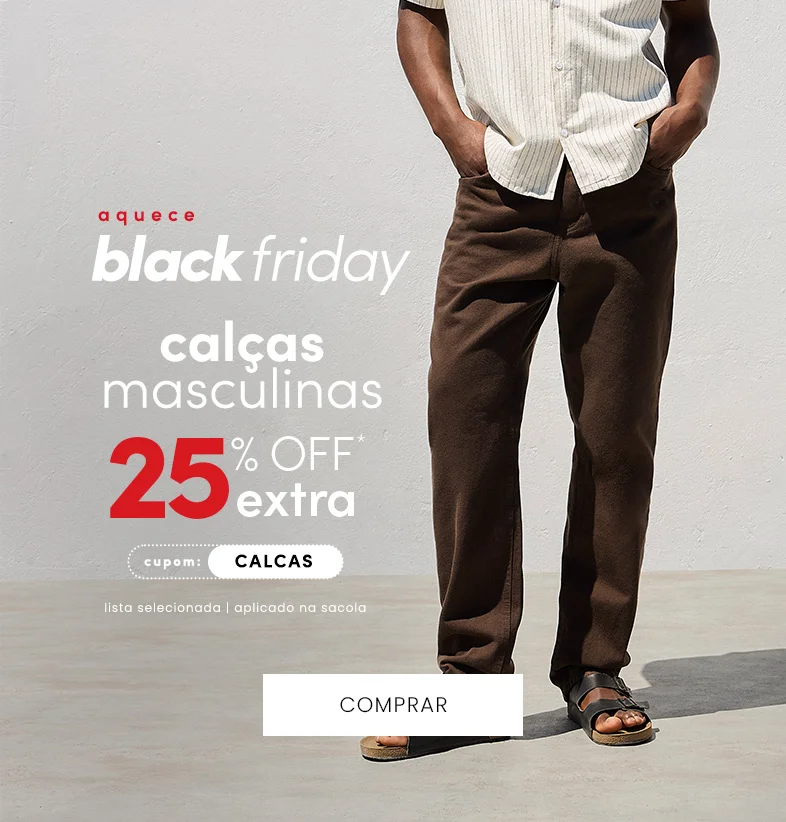 aquece
black friday
calças
masculinas
25% OFF*
extra
cupom: CALCAS
lista selecionada | aplicado na sacola
COMPRAR